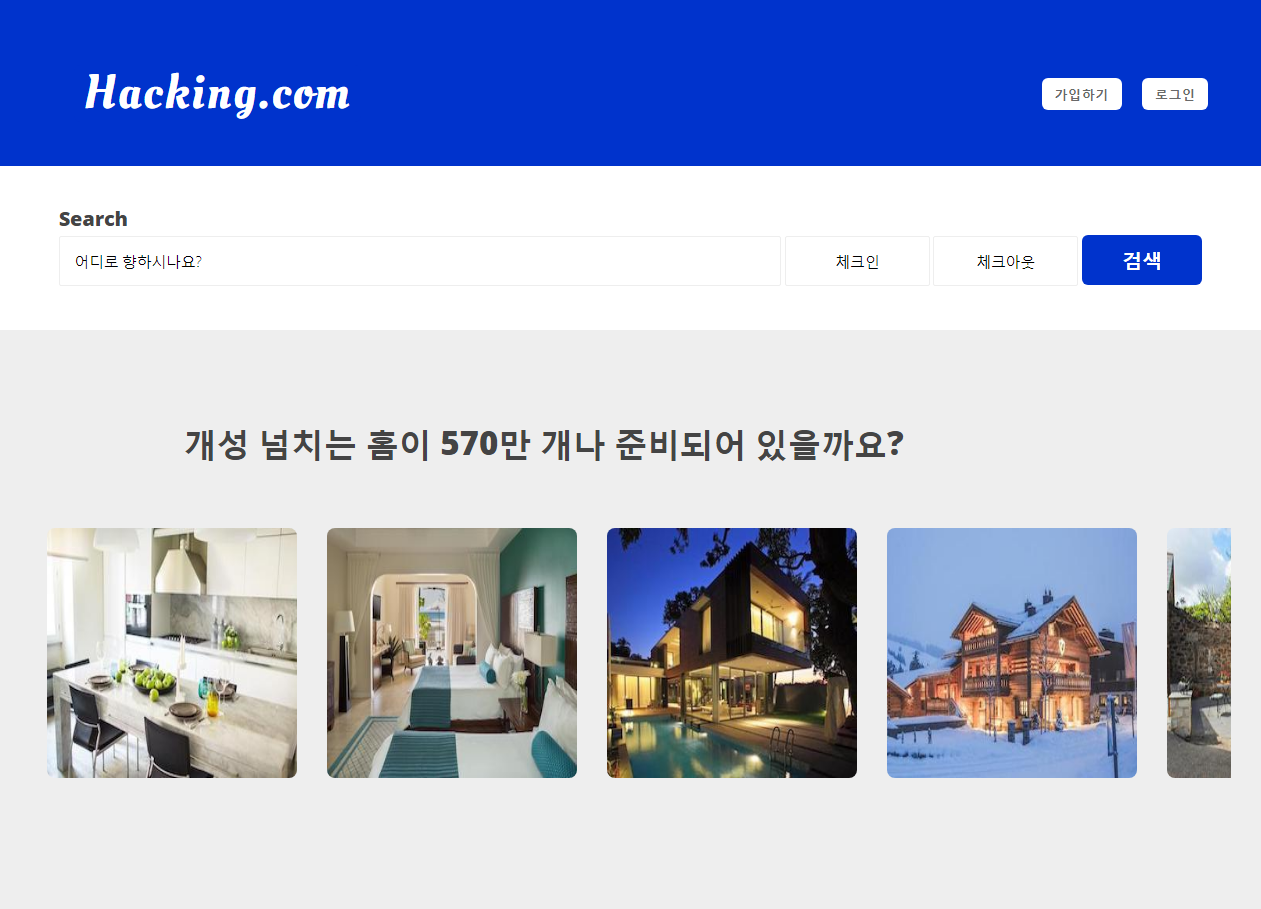 Hacking.com
가입하기
로그인
Search
어디로 향하시나요?
체크인
체크아웃
검색
개성 넘치는 홈이 570만 개나 준비되어 있을까요?